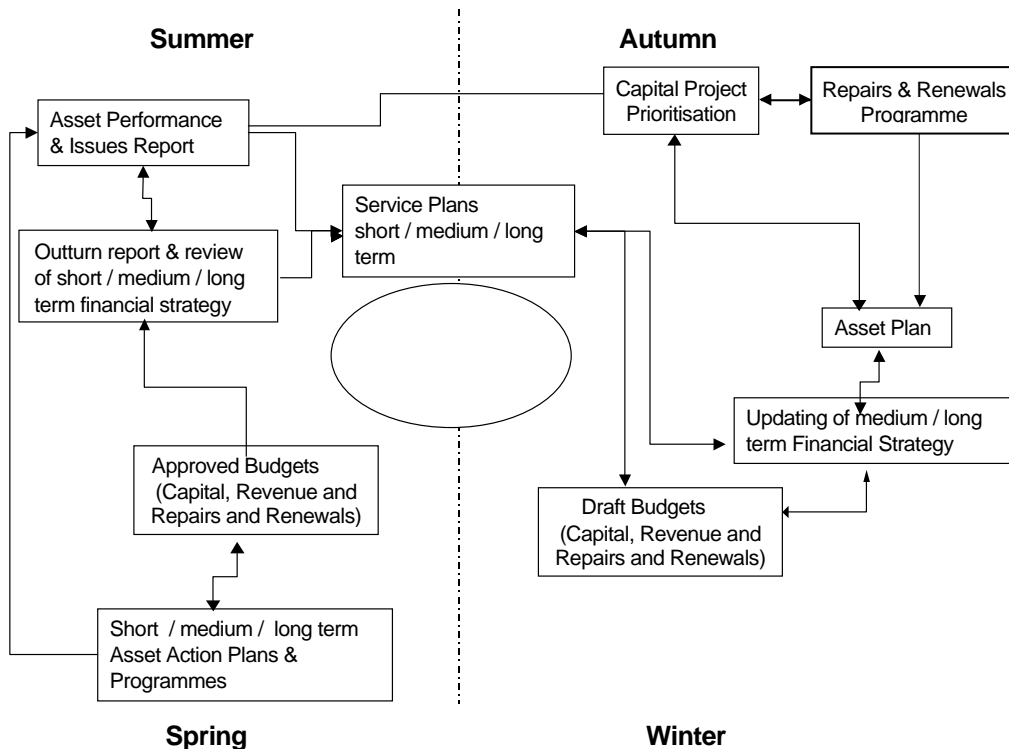 Summer
Autumn
Capital Project
Prioritisation
Repairs & Renewals
Programme
Asset Performance
& Issues Report
Service Plans
short / medium / long
term
Outturn report & review
of short / medium / long
term financial strategy
Asset Plan
Updating of medium / long
term Financial Strategy
Approved Budgets
(Capital, Revenue and
Repairs and Renewals)
Draft Budgets
(Capital, Revenue and
Repairs and Renewals)
Short / medium / long term
Asset Action Plans &
Programmes
Spring
Winter